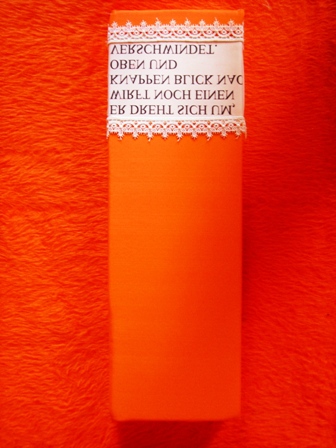 ER DREHT SICH UM,
WIRFT NOCH EINEN
KNAPPEN BLICK NAC
OBEN UND
VERSCHWINDET.